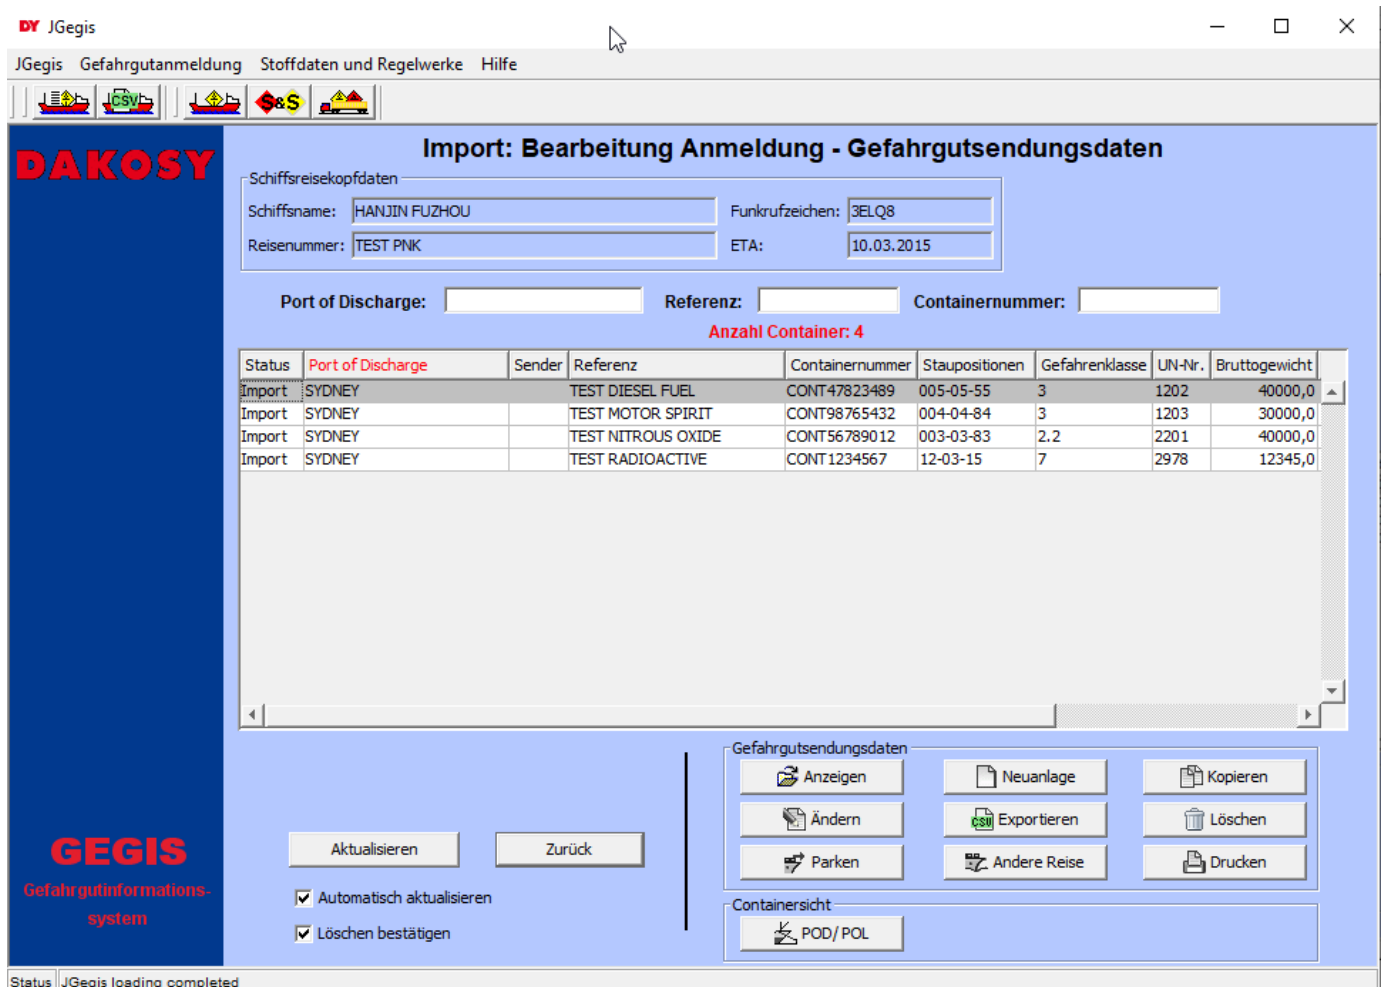 DY JGegis
JGegis Gefahrgutanmeldung Stoffdaten und Regelwerke Hilfe
CSV S&S
DAKOSY
Import: Bearbeitung Anmeldung - Gefahrgutsendungsdaten
Schiffsreisekopfdaten
Schiffsname: HANJIN FUZHOU Funkrufzeichen: 3ELQ8
Reisenummer: TEST PNK ETA: 10.03.2015
Port of Discharge: Referenz: Containernummer:
Anzahl Container: 4
Status Port of Discharge Sender Referenz Containernummer Staupositionen Gefahrenklasse UN-Nr. Bruttogewicht
Import SYDNEY TEST DIESEL FUEL CONT47823489 005-05-55 3 1202 40000,0
Import SYDNEY TEST MOTOR SPIRIT CONT98765432 004-04-84 3 1203 30000,0
Import SYDNEY TEST NITROUS OXIDE CONT56789012 003-03-83 2.2 2201 40000,0
Import SYDNEY TEST RADIOACTIVE CONT1234567 12-03-15 7 2978 12345,0
Gefahrgutsendungsdaten
Anzeigen Neuanlage Kopieren
Ändern CSV Exportieren Löschen
Aktualisieren Zurück
Parken Andere Reise Drucken
Automatisch aktualisieren
Löschen bestätigen
Containersicht
POD/ POL
GEGIS
Gefahrgutinformations-
system
Status JGegis loading completed